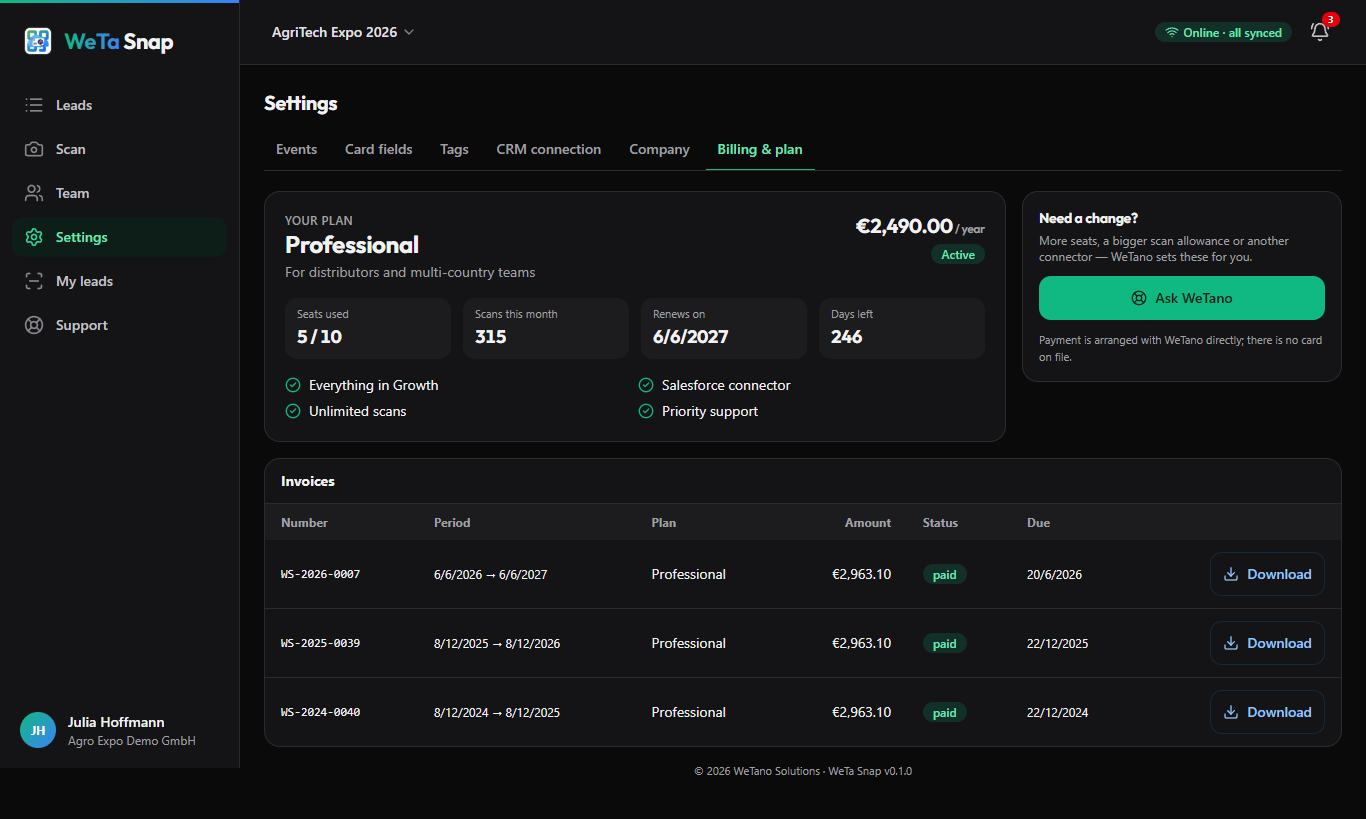 WeTa Snap
AgriTech Expo 2026
Online · all synced
3
Leads
Scan
Team
Settings
My leads
Support
Settings
Events Card fields Tags CRM connection Company Billing & plan
YOUR PLAN
Professional
For distributors and multi-country teams
€2,490.00 / year
Active
Seats used
5 / 10
Scans this month
315
Renews on
6/6/2027
Days left
246
Everything in Growth
Salesforce connector
Unlimited scans
Priority support
Need a change?
More seats, a bigger scan allowance or another
connector — WeTano sets these for you.
Ask WeTano
Payment is arranged with WeTano directly; there is no card
on file.
Invoices
Number Period Plan Amount Status Due
WS-2026-0007 6/6/2026 → 6/6/2027 Professional €2,963.10 paid 20/6/2026 Download
WS-2025-0039 8/12/2025 → 8/12/2026 Professional €2,963.10 paid 22/12/2025 Download
WS-2024-0040 8/12/2024 → 8/12/2025 Professional €2,963.10 paid 22/12/2024 Download
JH
Julia Hoffmann
Agro Expo Demo GmbH
© 2026 WeTano Solutions · WeTa Snap v0.1.0